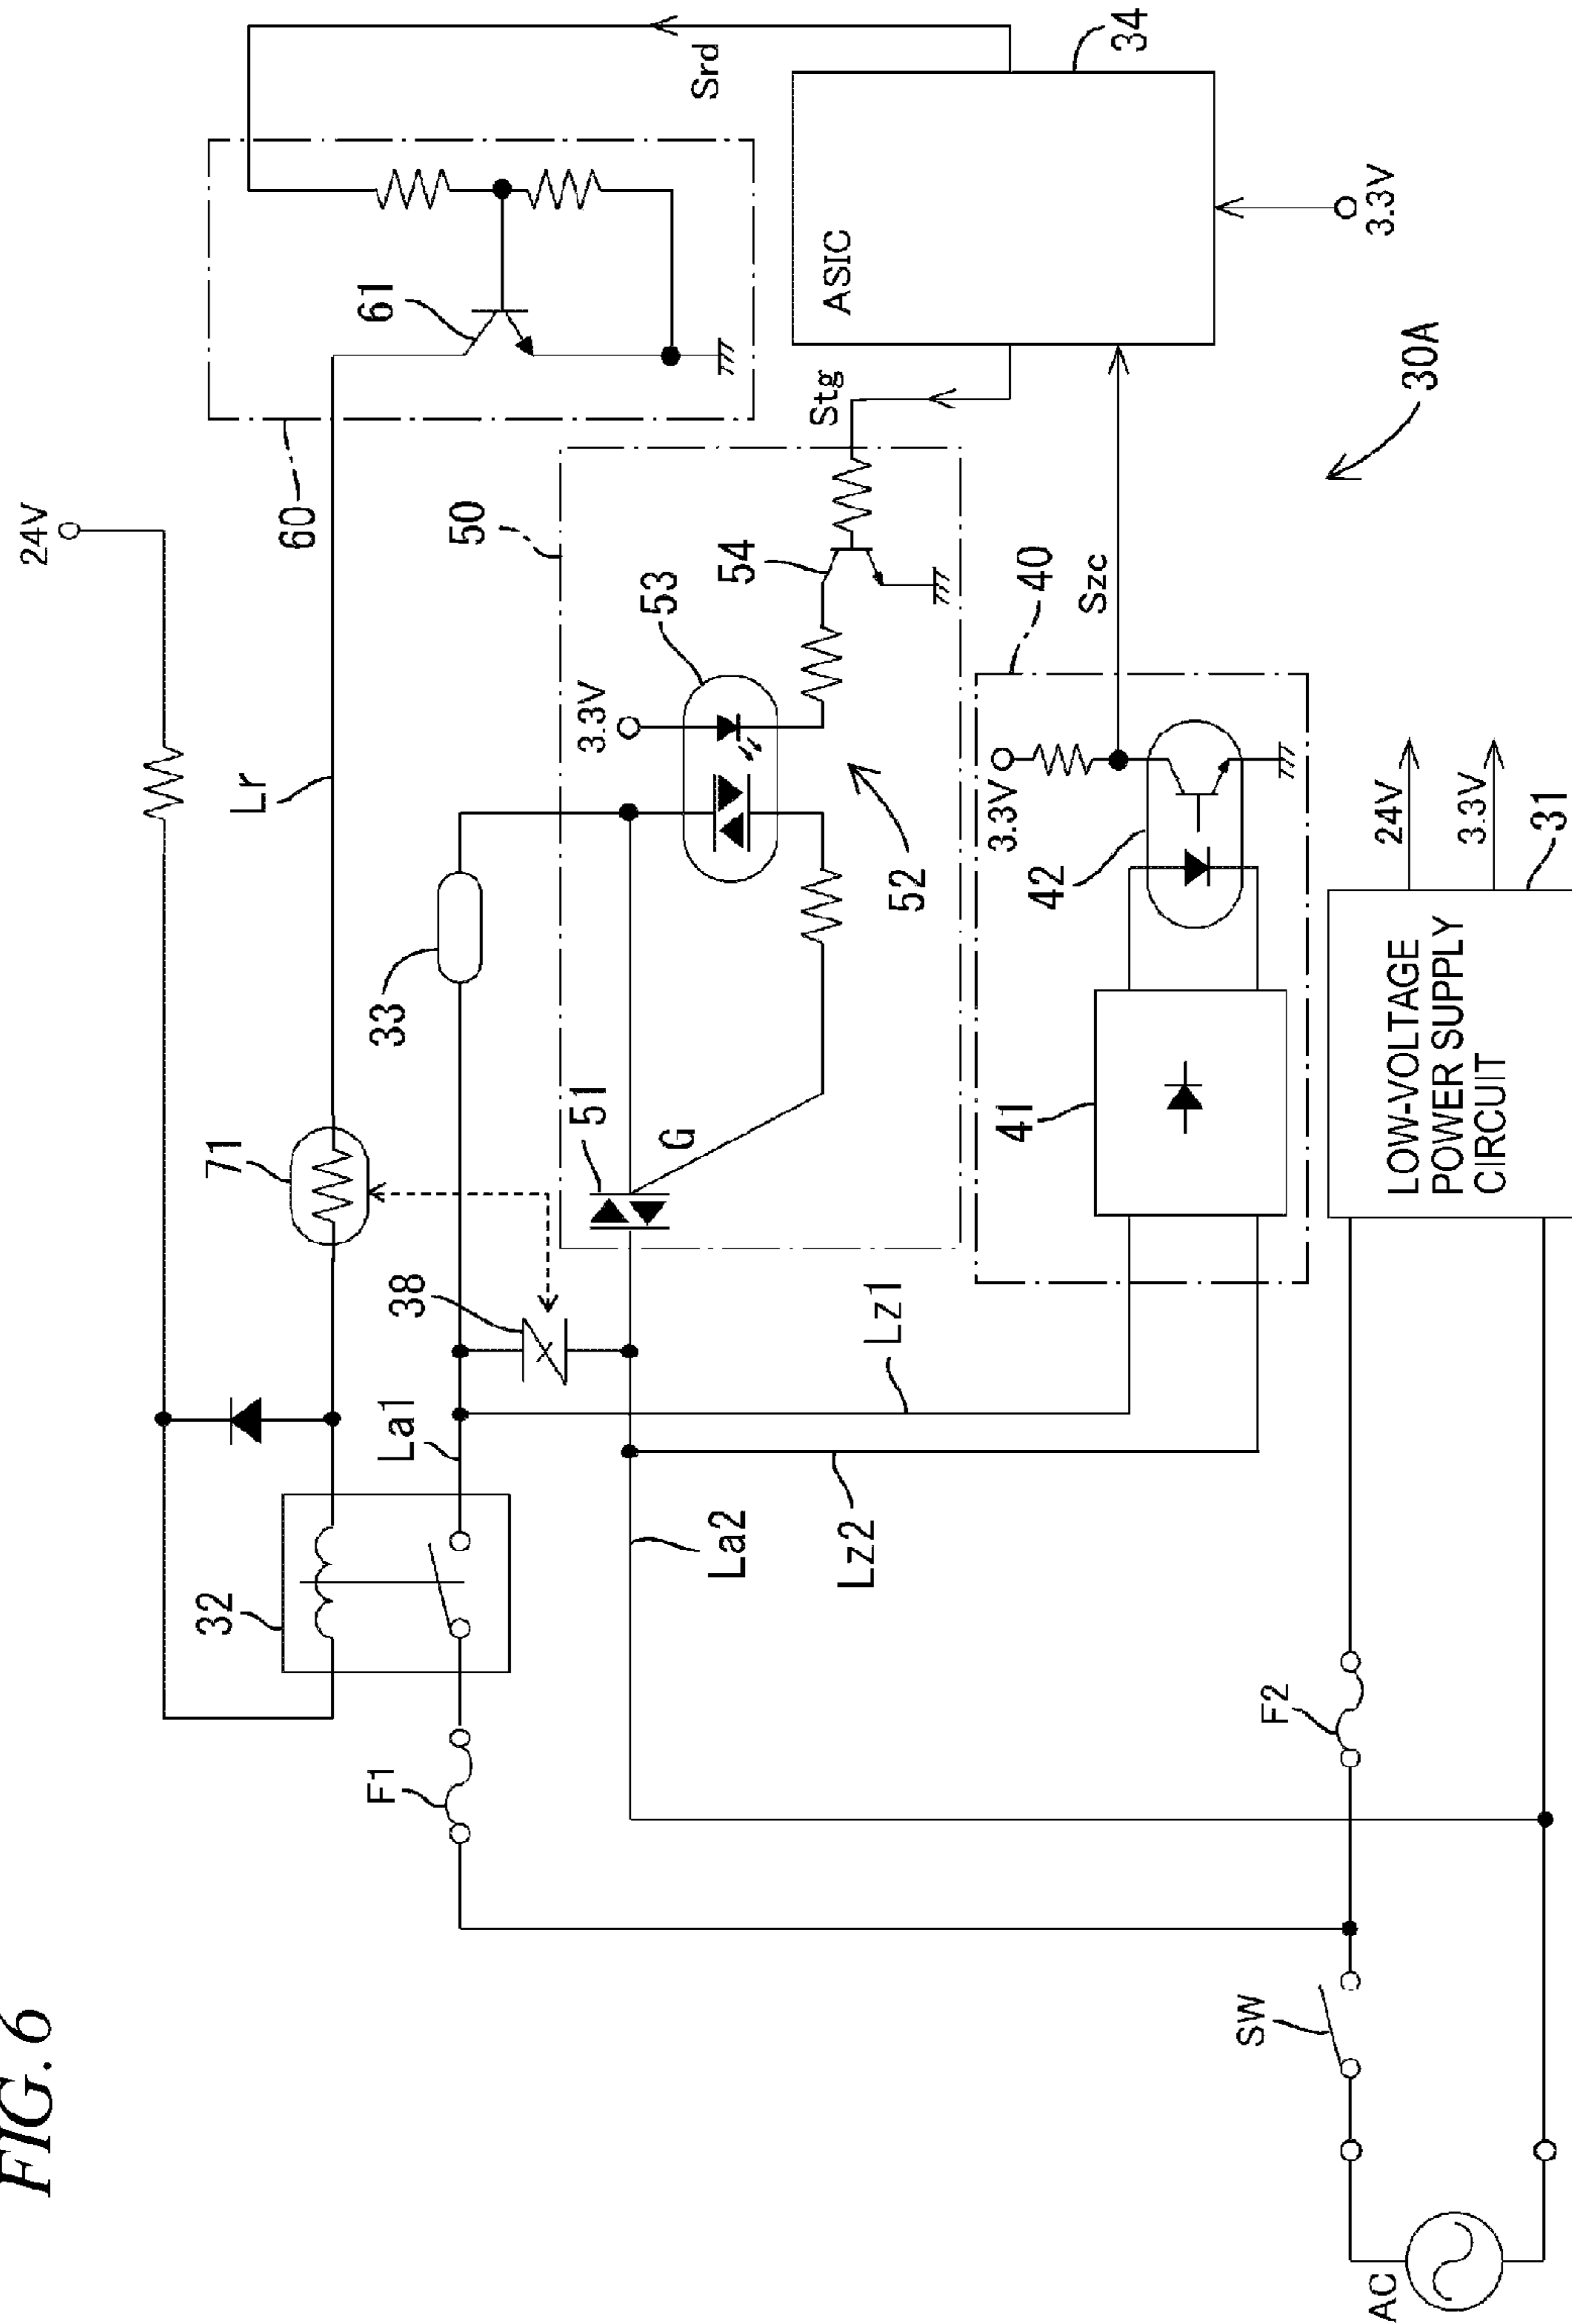 FIG. 6
24V
60
61
Srd
34
ASIC
3.3V
Lr
71
50
Stg
54
53
3.3V
52
33
51
G
32
La1
38
40
Szc
3.3V
42
41
Lz1
Lz2
La2
F1
30A
24V
3.3V
31
LOW-VOLTAGE
POWER SUPPLY
CIRCUIT
F2
SW
AC